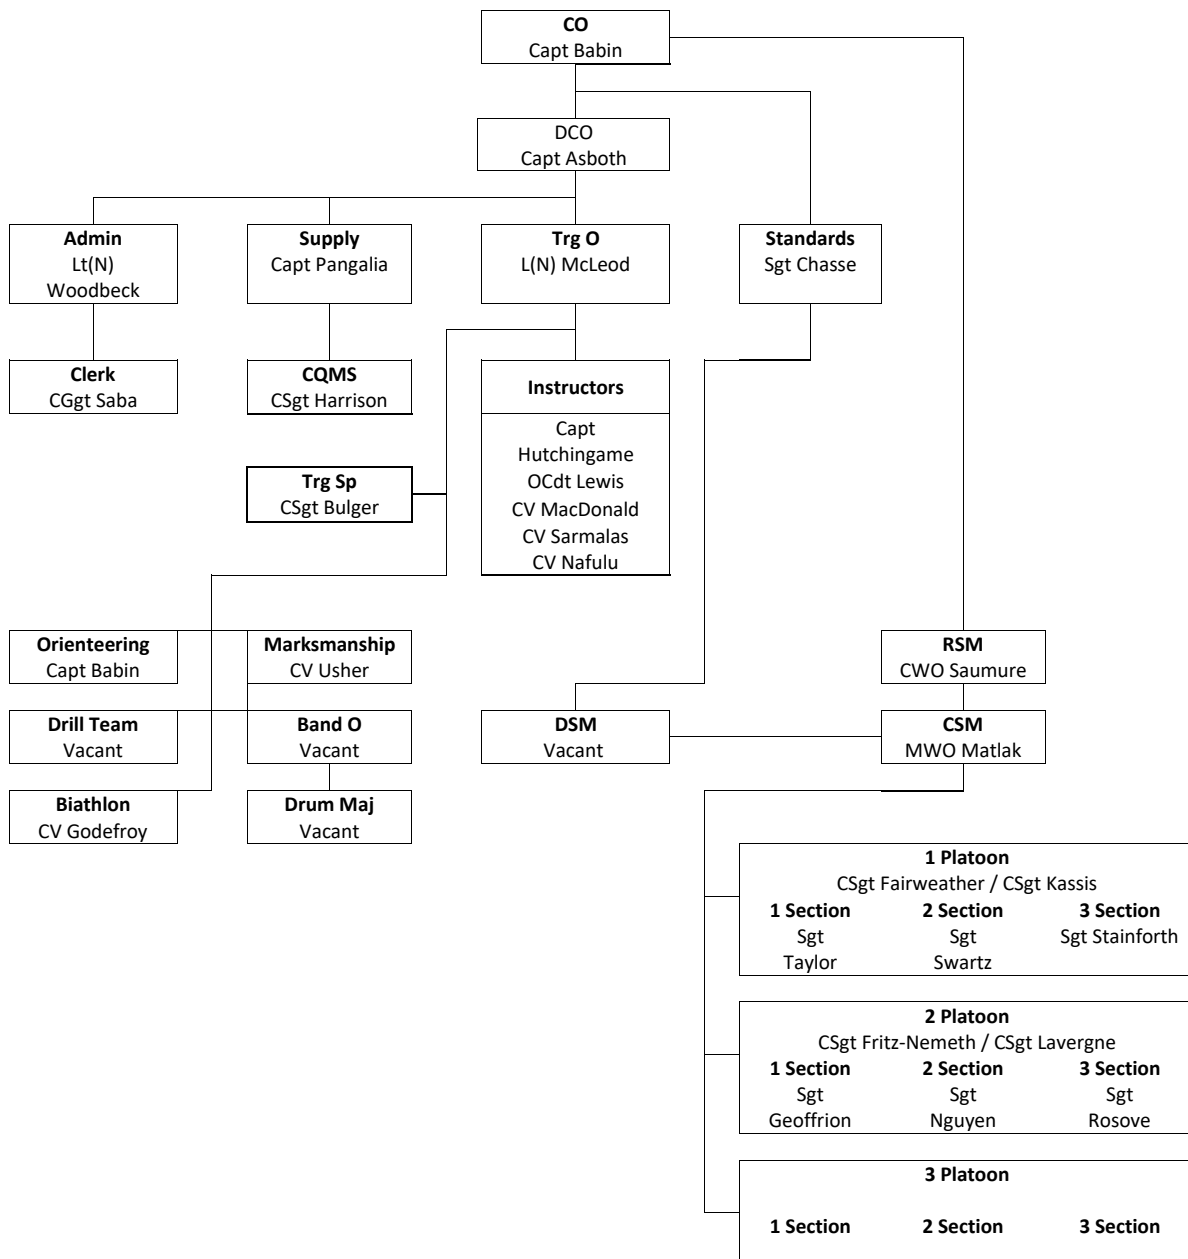 CO
Capt Babin
DCO
Capt Asboth
Admin
Lt(N)
Woodbeck
Supply
Capt Pangalia
Trg O
L(N) McLeod
Standards
Sgt Chasse
Clerk
CGgt Saba
CQMS
CSgt Harrison
Instructors
Capt
Hutchingame
OCdt Lewis
CV MacDonald
CV Sarmalas
CV Nafulu
Trg Sp
CSgt Bulger
Orienteering
Capt Babin
Marksmanship
CV Usher
RSM
CWO Saumure
Drill Team
Vacant
Band O
Vacant
DSM
Vacant
CSM
MWO Matlak
Biathlon
CV Godefroy
Drum Maj
Vacant
1 Platoon
CSgt Fairweather / CSgt Kassis
1 Section 2 Section 3 Section
Sgt Sgt Sgt Stainforth
Taylor Swartz
2 Platoon
CSgt Fritz-Nemeth / CSgt Lavergne
1 Section 2 Section 3 Section
Sgt Sgt Sgt
Geoffrion Nguyen Rosove
3 Platoon
1 Section 2 Section 3 Section